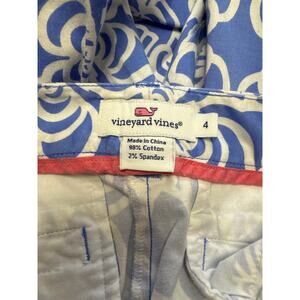 vineyard vines®
4
Made in China
98% Cotton
2% Spandex